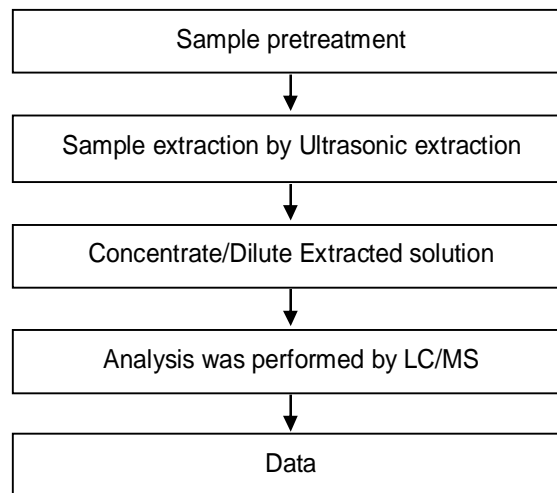 Sample pretreatment
Sample extraction by Ultrasonic extraction
Concentrate/Dilute Extracted solution
Analysis was performed by LC/MS
Data